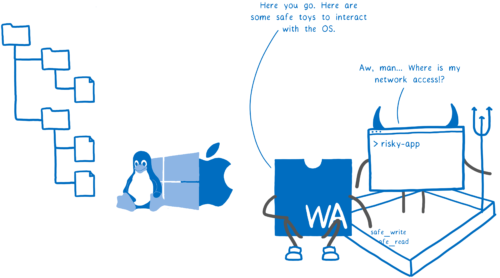 Here you go. Here are
some safe toys to interact
with the OS.
Aw, man... Where is my
network access!?
> risky-app
WA
safe_write
safe_read